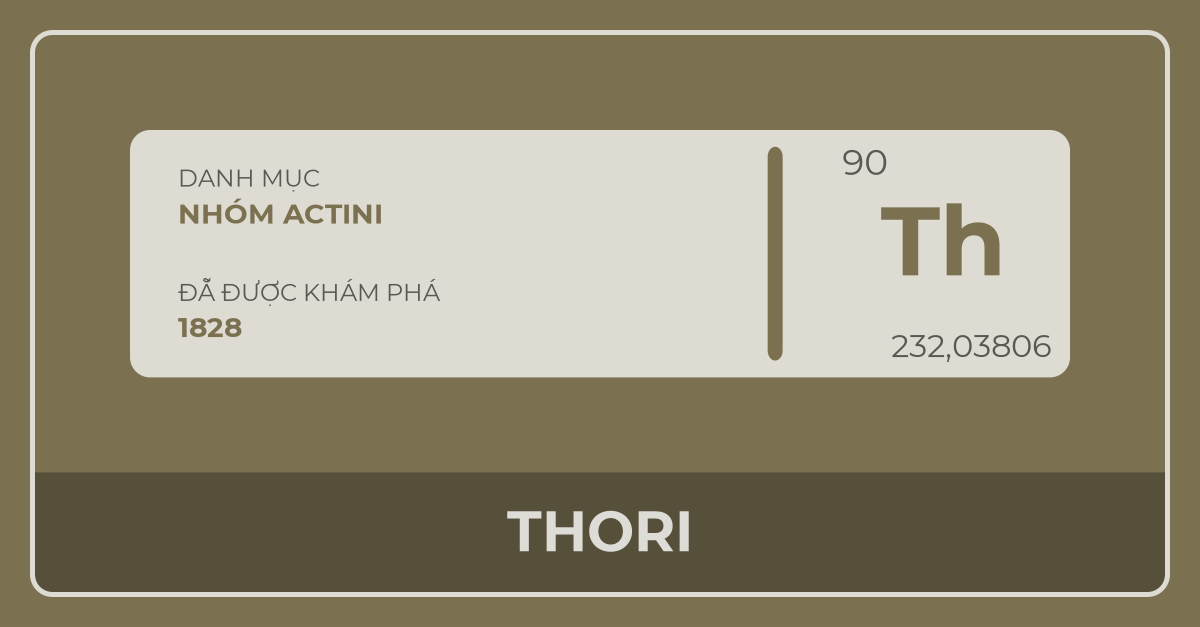 DANH MỤC
NHÓM ACTINI
ĐÃ ĐƯỢC KHÁM PHÁ
1828
90
Th
232,03806
THORI